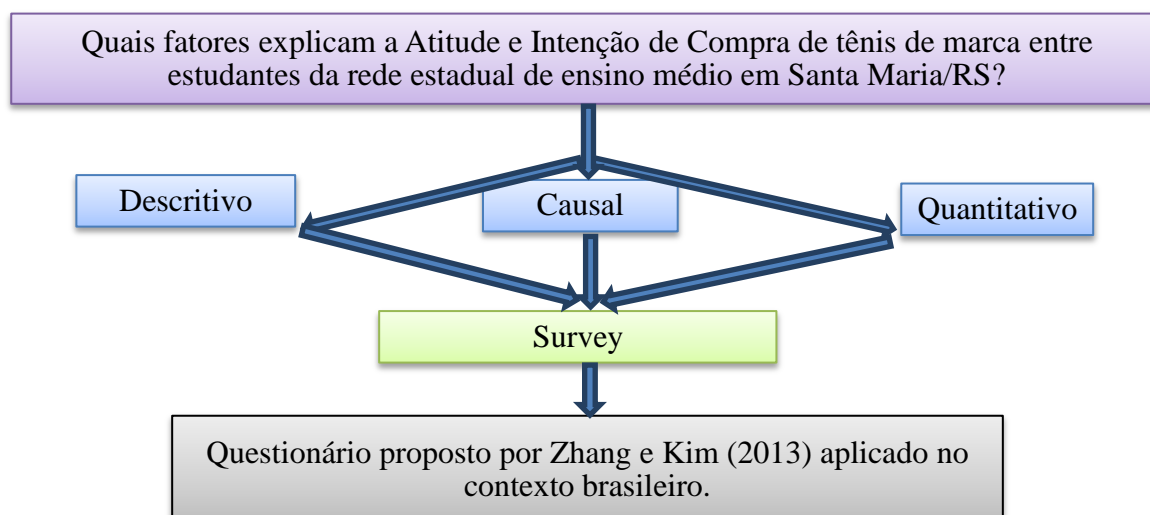 Quais fatores explicam a Atitude e Intenção de Compra de tênis de marca entre
estudantes da rede estadual de ensino médio em Santa Maria/RS?
Descritivo
Causal
Quantitativo
Survey
Questionário proposto por Zhang e Kim (2013) aplicado no
contexto brasileiro.